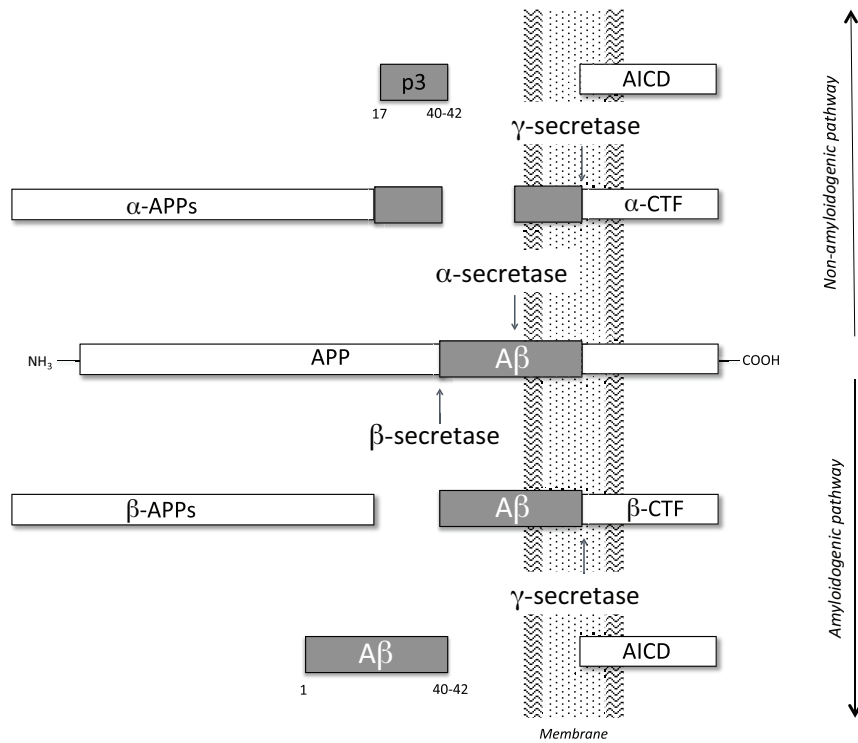 p3
AICD
17
40-42
γ-secretase
α-APPs
α-CTF
α-secretase
NH3
APP
Aβ
COOH
β-secretase
β-APPs
Aβ
β-CTF
γ-secretase
Aβ
AICD
1
40-42
Membrane
Non-amyloidogenic pathway
Amyloidogenic pathway